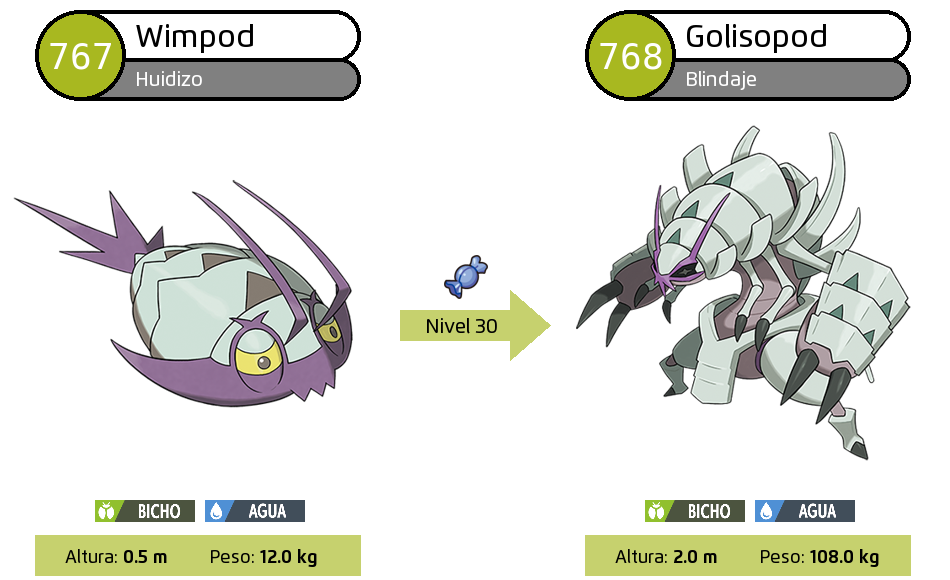 767 Wimpod
Huidizo
768 Golisopod
Blindaje
Nivel 30
BICHO AGUA
Altura: 0.5 m Peso: 12.0 kg
BICHO AGUA
Altura: 2.0 m Peso: 108.0 kg